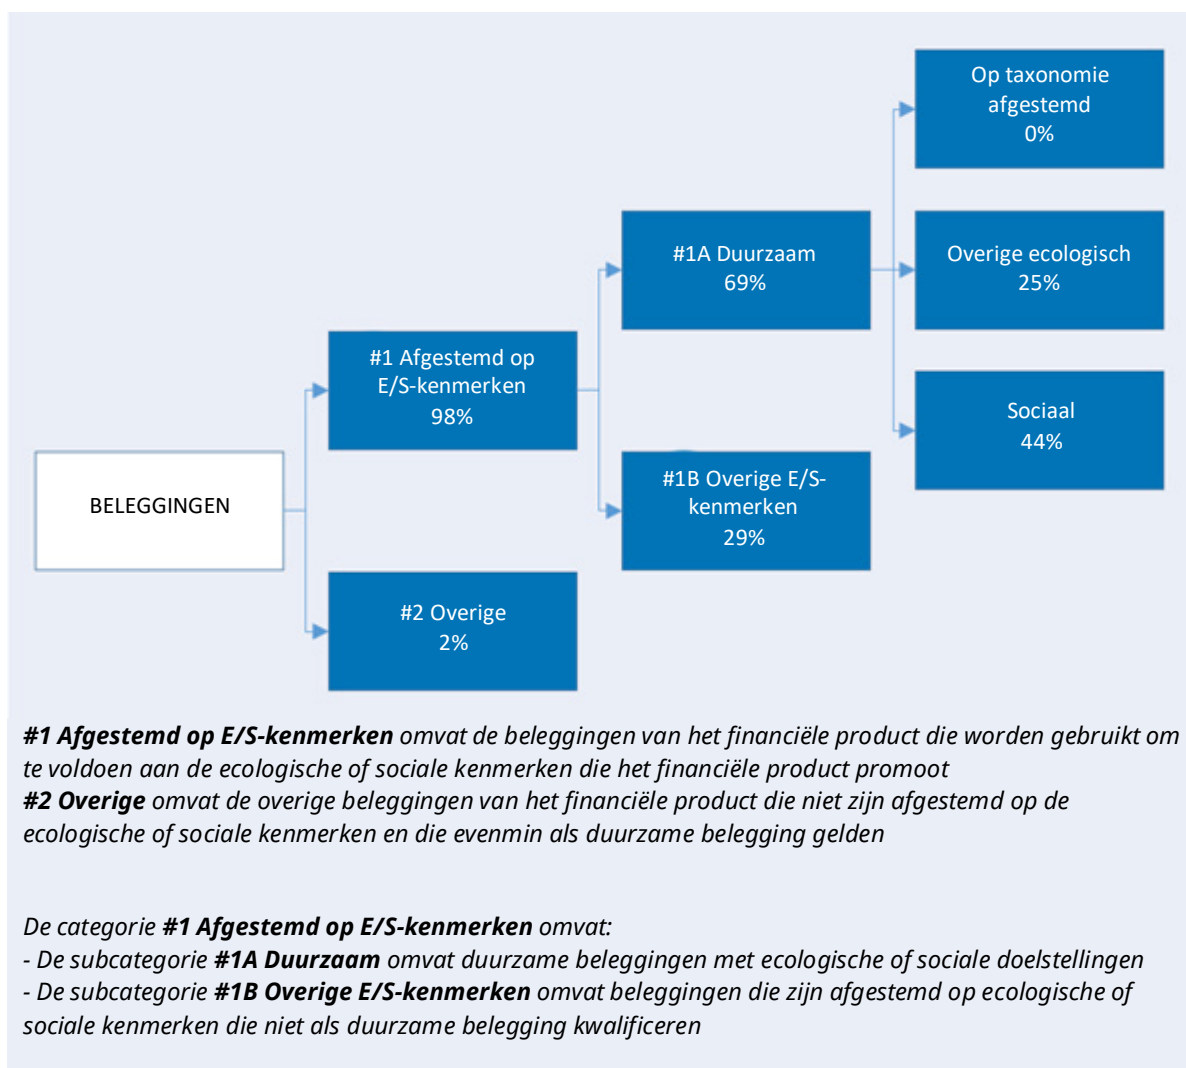 Op taxonomie
afgestemd
0%
#1A Duurzaam
69%
Overige ecologisch
25%
#1 Afgestemd op
E/S-kenmerken
98%
Sociaal
44%
BELEGGINGEN
#1B Overige E/S-
kenmerken
29%
#2 Overige
2%
#1 Afgestemd op E/S-kenmerken omvat de beleggingen van het financiële product die worden gebruikt om
te voldoen aan de ecologische of sociale kenmerken die het financiële product promoot
#2 Overige omvat de overige beleggingen van het financiële product die niet zijn afgestemd op de
ecologische of sociale kenmerken en die evenmin als duurzame belegging gelden
De categorie #1 Afgestemd op E/S-kenmerken omvat:
- De subcategorie #1A Duurzaam omvat duurzame beleggingen met ecologische of sociale doelstellingen
- De subcategorie #1B Overige E/S-kenmerken omvat beleggingen die zijn afgestemd op ecologische of
sociale kenmerken die niet als duurzame belegging kwalificeren